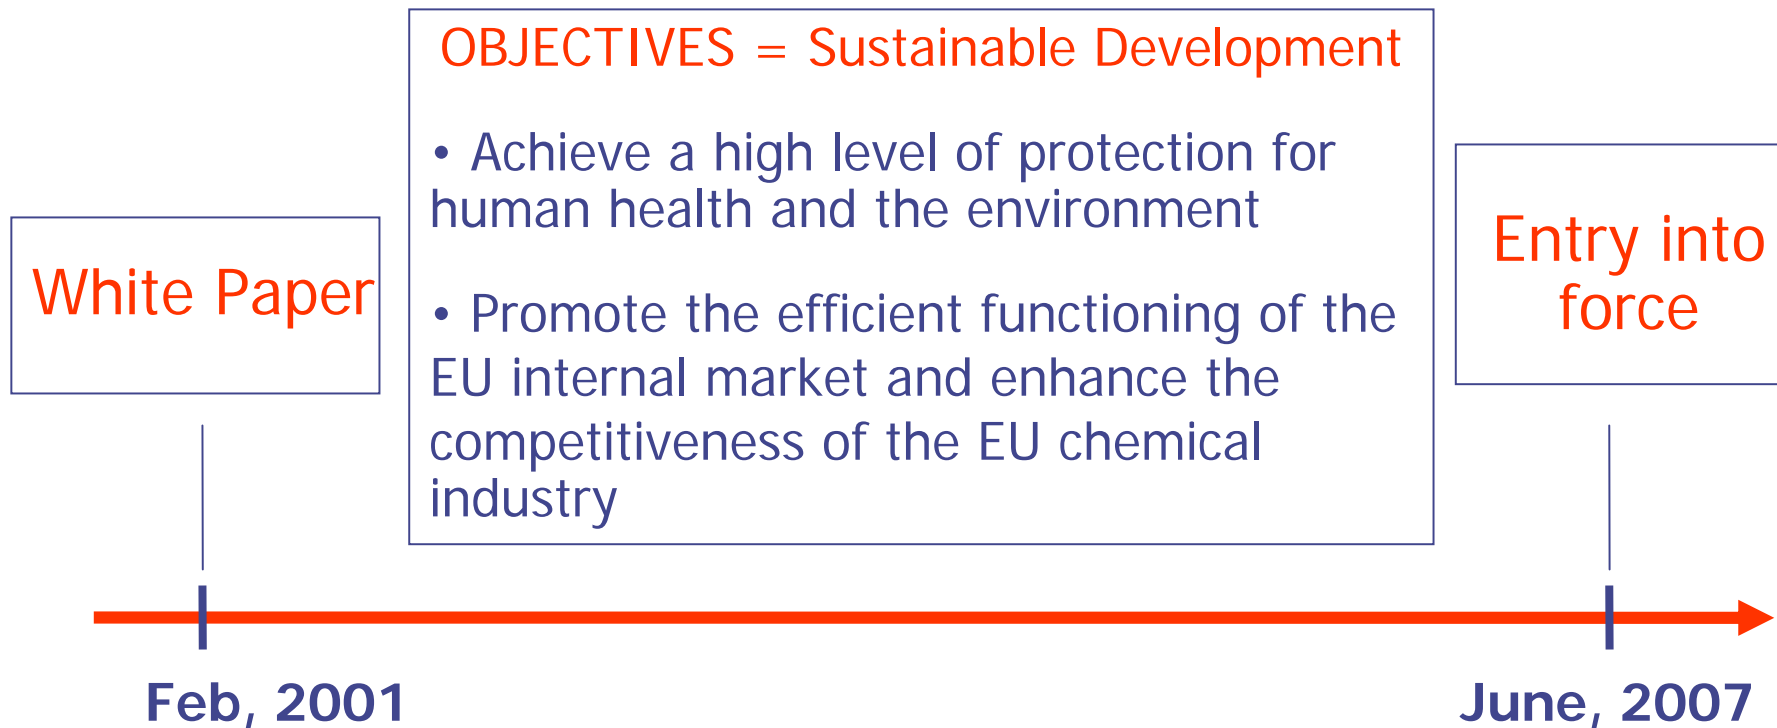 OBJECTIVES = Sustainable Development
• Achieve a high level of protection for
human health and the environment
• Promote the efficient functioning of the
EU internal market and enhance the
competitiveness of the EU chemical
industry
White Paper
Entry into
force
Feb, 2001
June, 2007